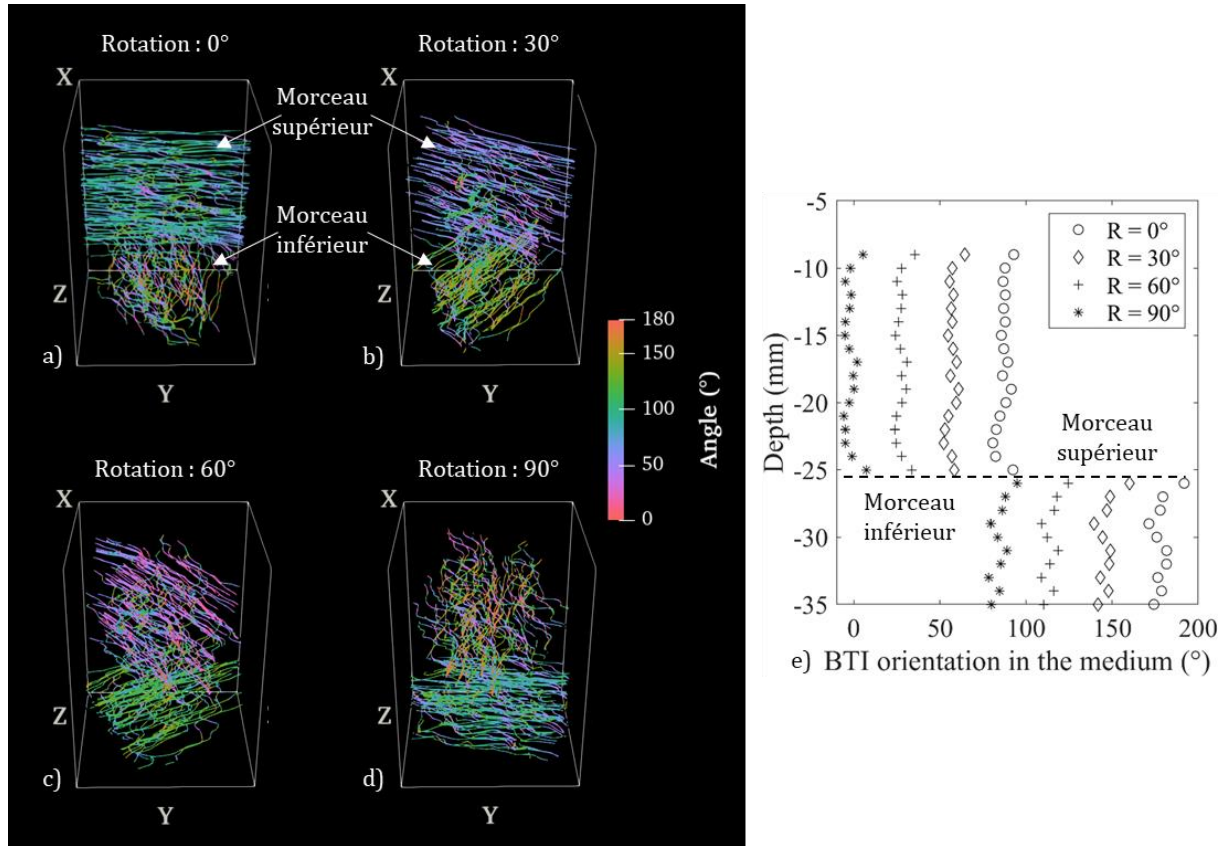 Rotation : 0°
Rotation : 30°
X
X
Morceau
supérieur
Morceau
inférieur
Z
Z
a)
b)
Y
Y
180
150
100
50
0
Angle (°)
Rotation : 60°
Rotation : 90°
X
X
Z
Z
c)
d)
Y
Y
-5
-10
-15
-20
-25
-30
-35
Depth (mm)
R = 0°
R = 30°
R = 60°
R = 90°
Morceau
supérieur
Morceau
inférieur
0 50 100 150 200
e) BTI orientation in the medium (°)